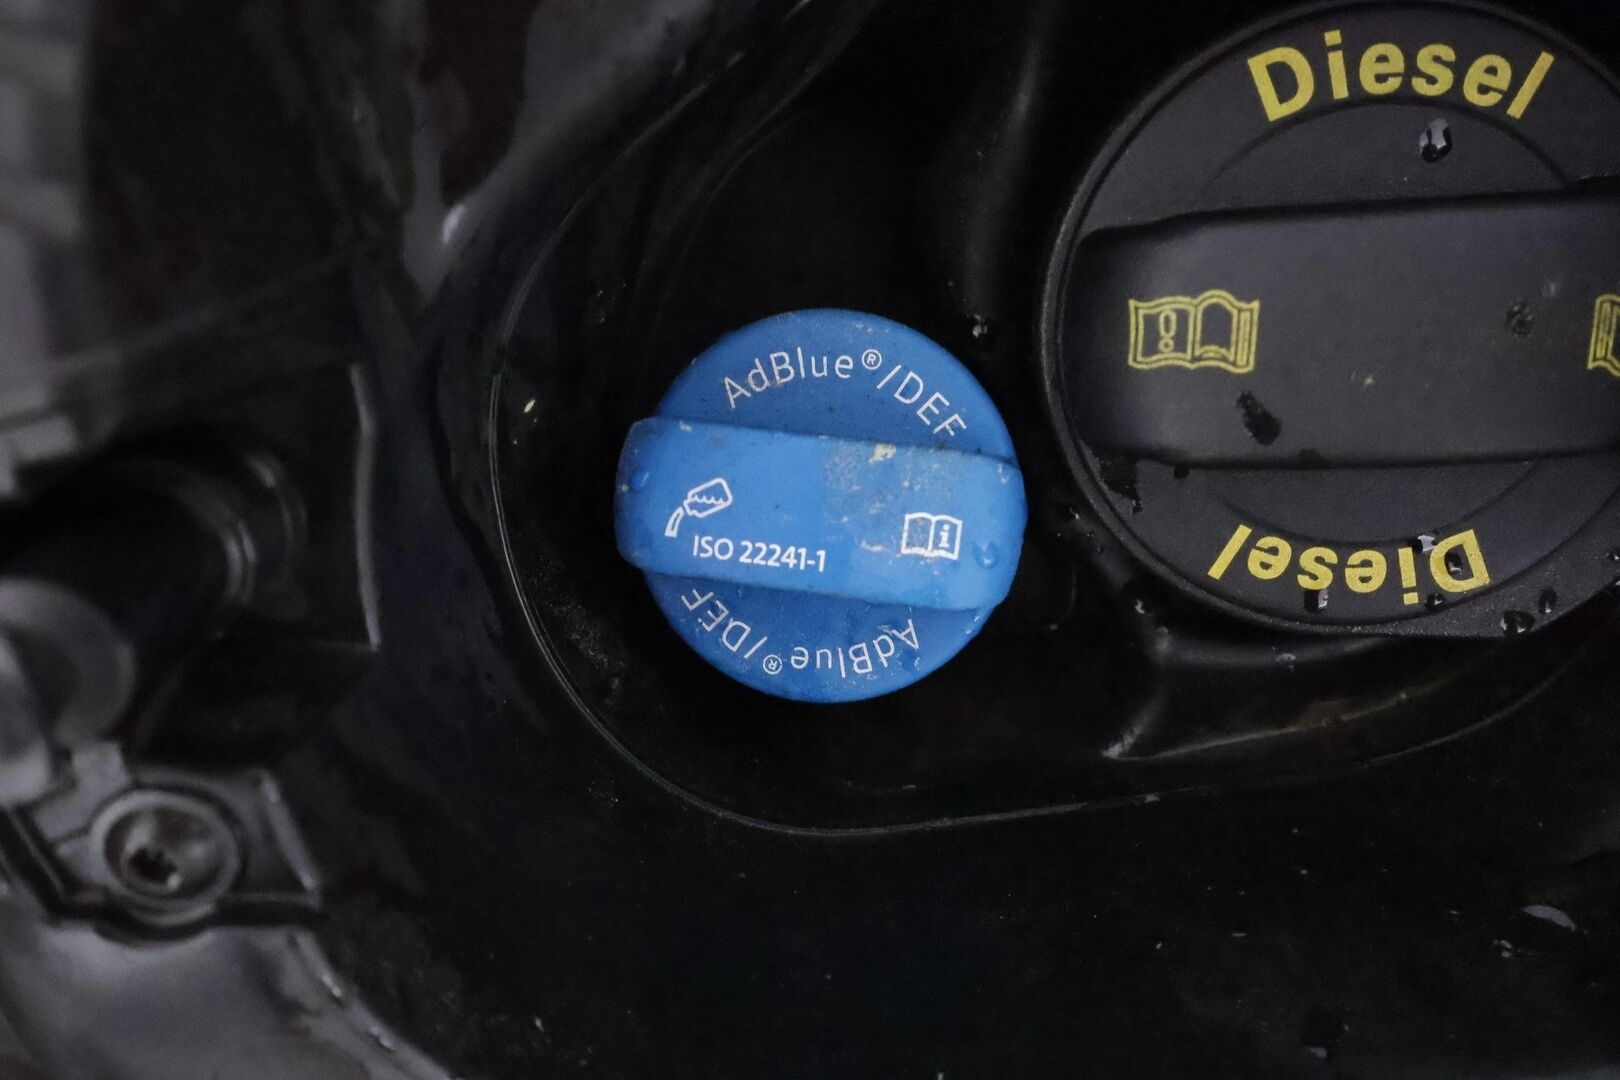 AdBlue®/DEF
ISO 22241-1
AdBlue®/DEF
Diesel
Diesel